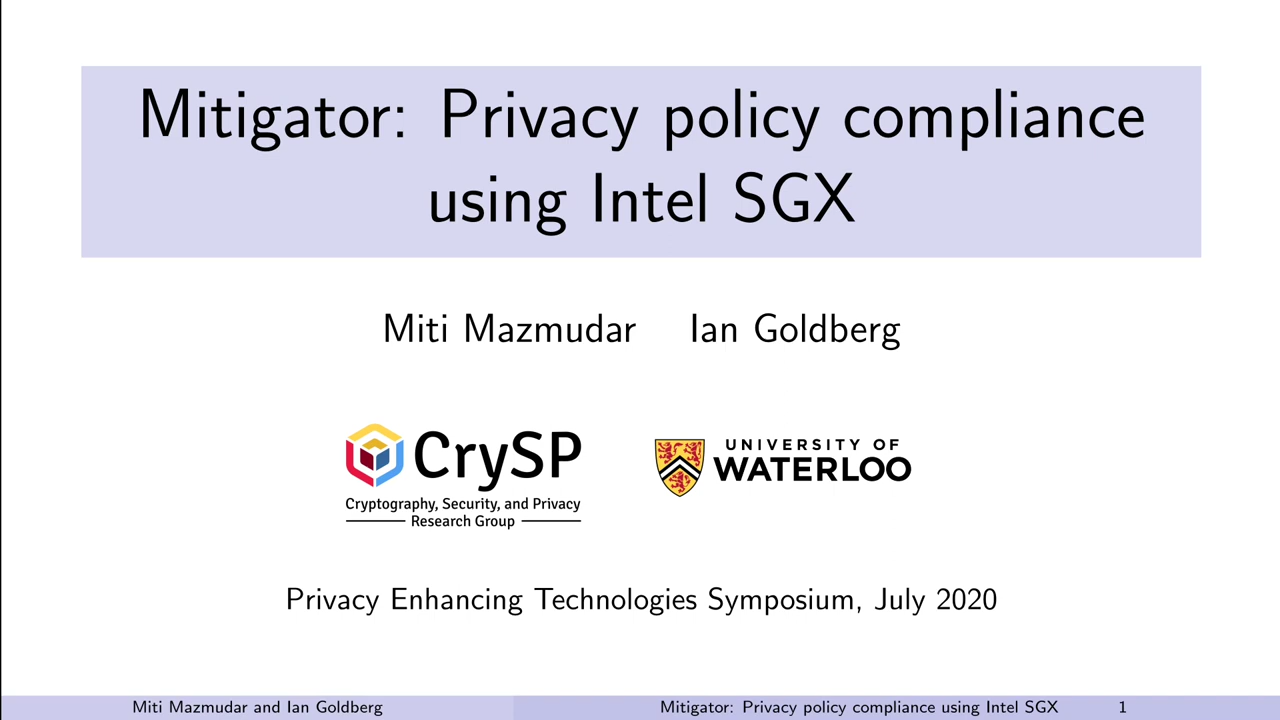 Mitigator: Privacy policy compliance
using Intel SGX
Miti Mazmudar Ian Goldberg
CrySP
Cryptography, Security, and Privacy
Research Group
UNIVERSITY OF
WATERLOO
Privacy Enhancing Technologies Symposium, July 2020
Miti Mazmudar and Ian Goldberg Mitigator: Privacy policy compliance using Intel SGX 1